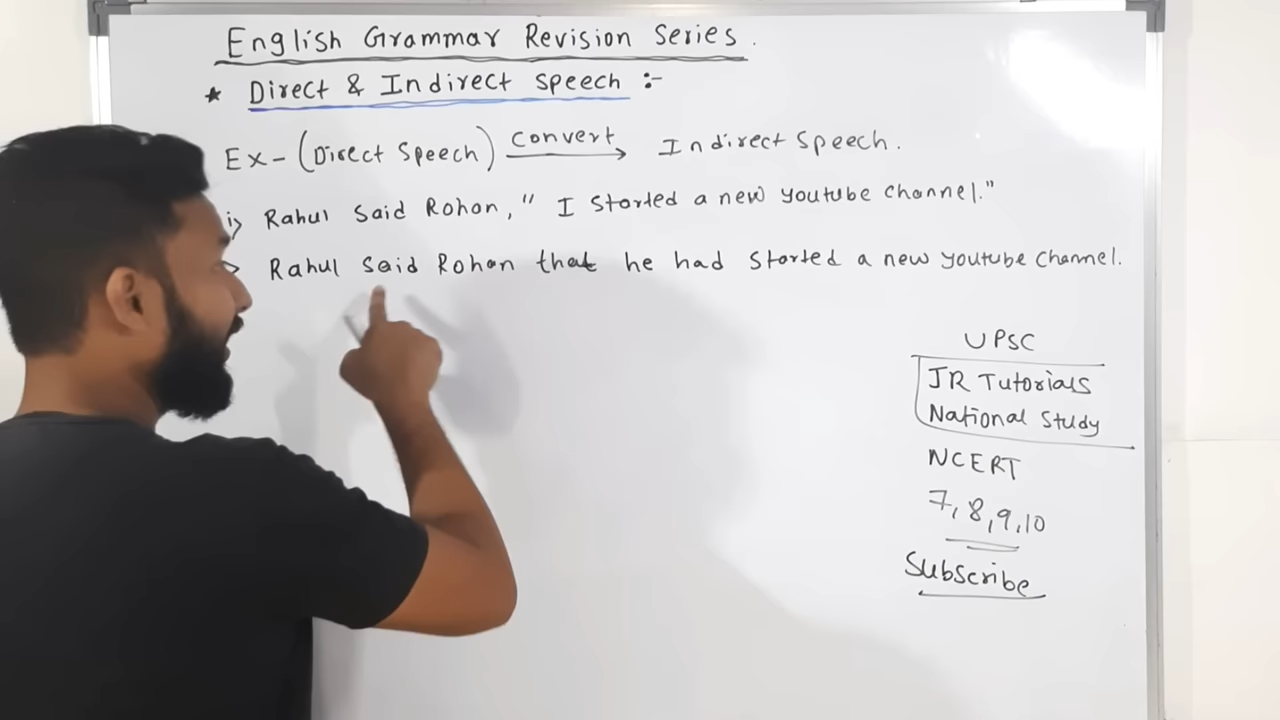 English Grammar Revision Series.
* Direct & Indirect Speech :-
Ex- (Direct Speech) Convert → Indirect Speech.
i> Rahul Said Rohan, " I Started a new Youtube channel."
> Rahul Said Rohan that he had Started a new Youtube Channel.
UPSC
JR Tutorials
National Study
NCERT
7, 8, 9, 10
Subscribe